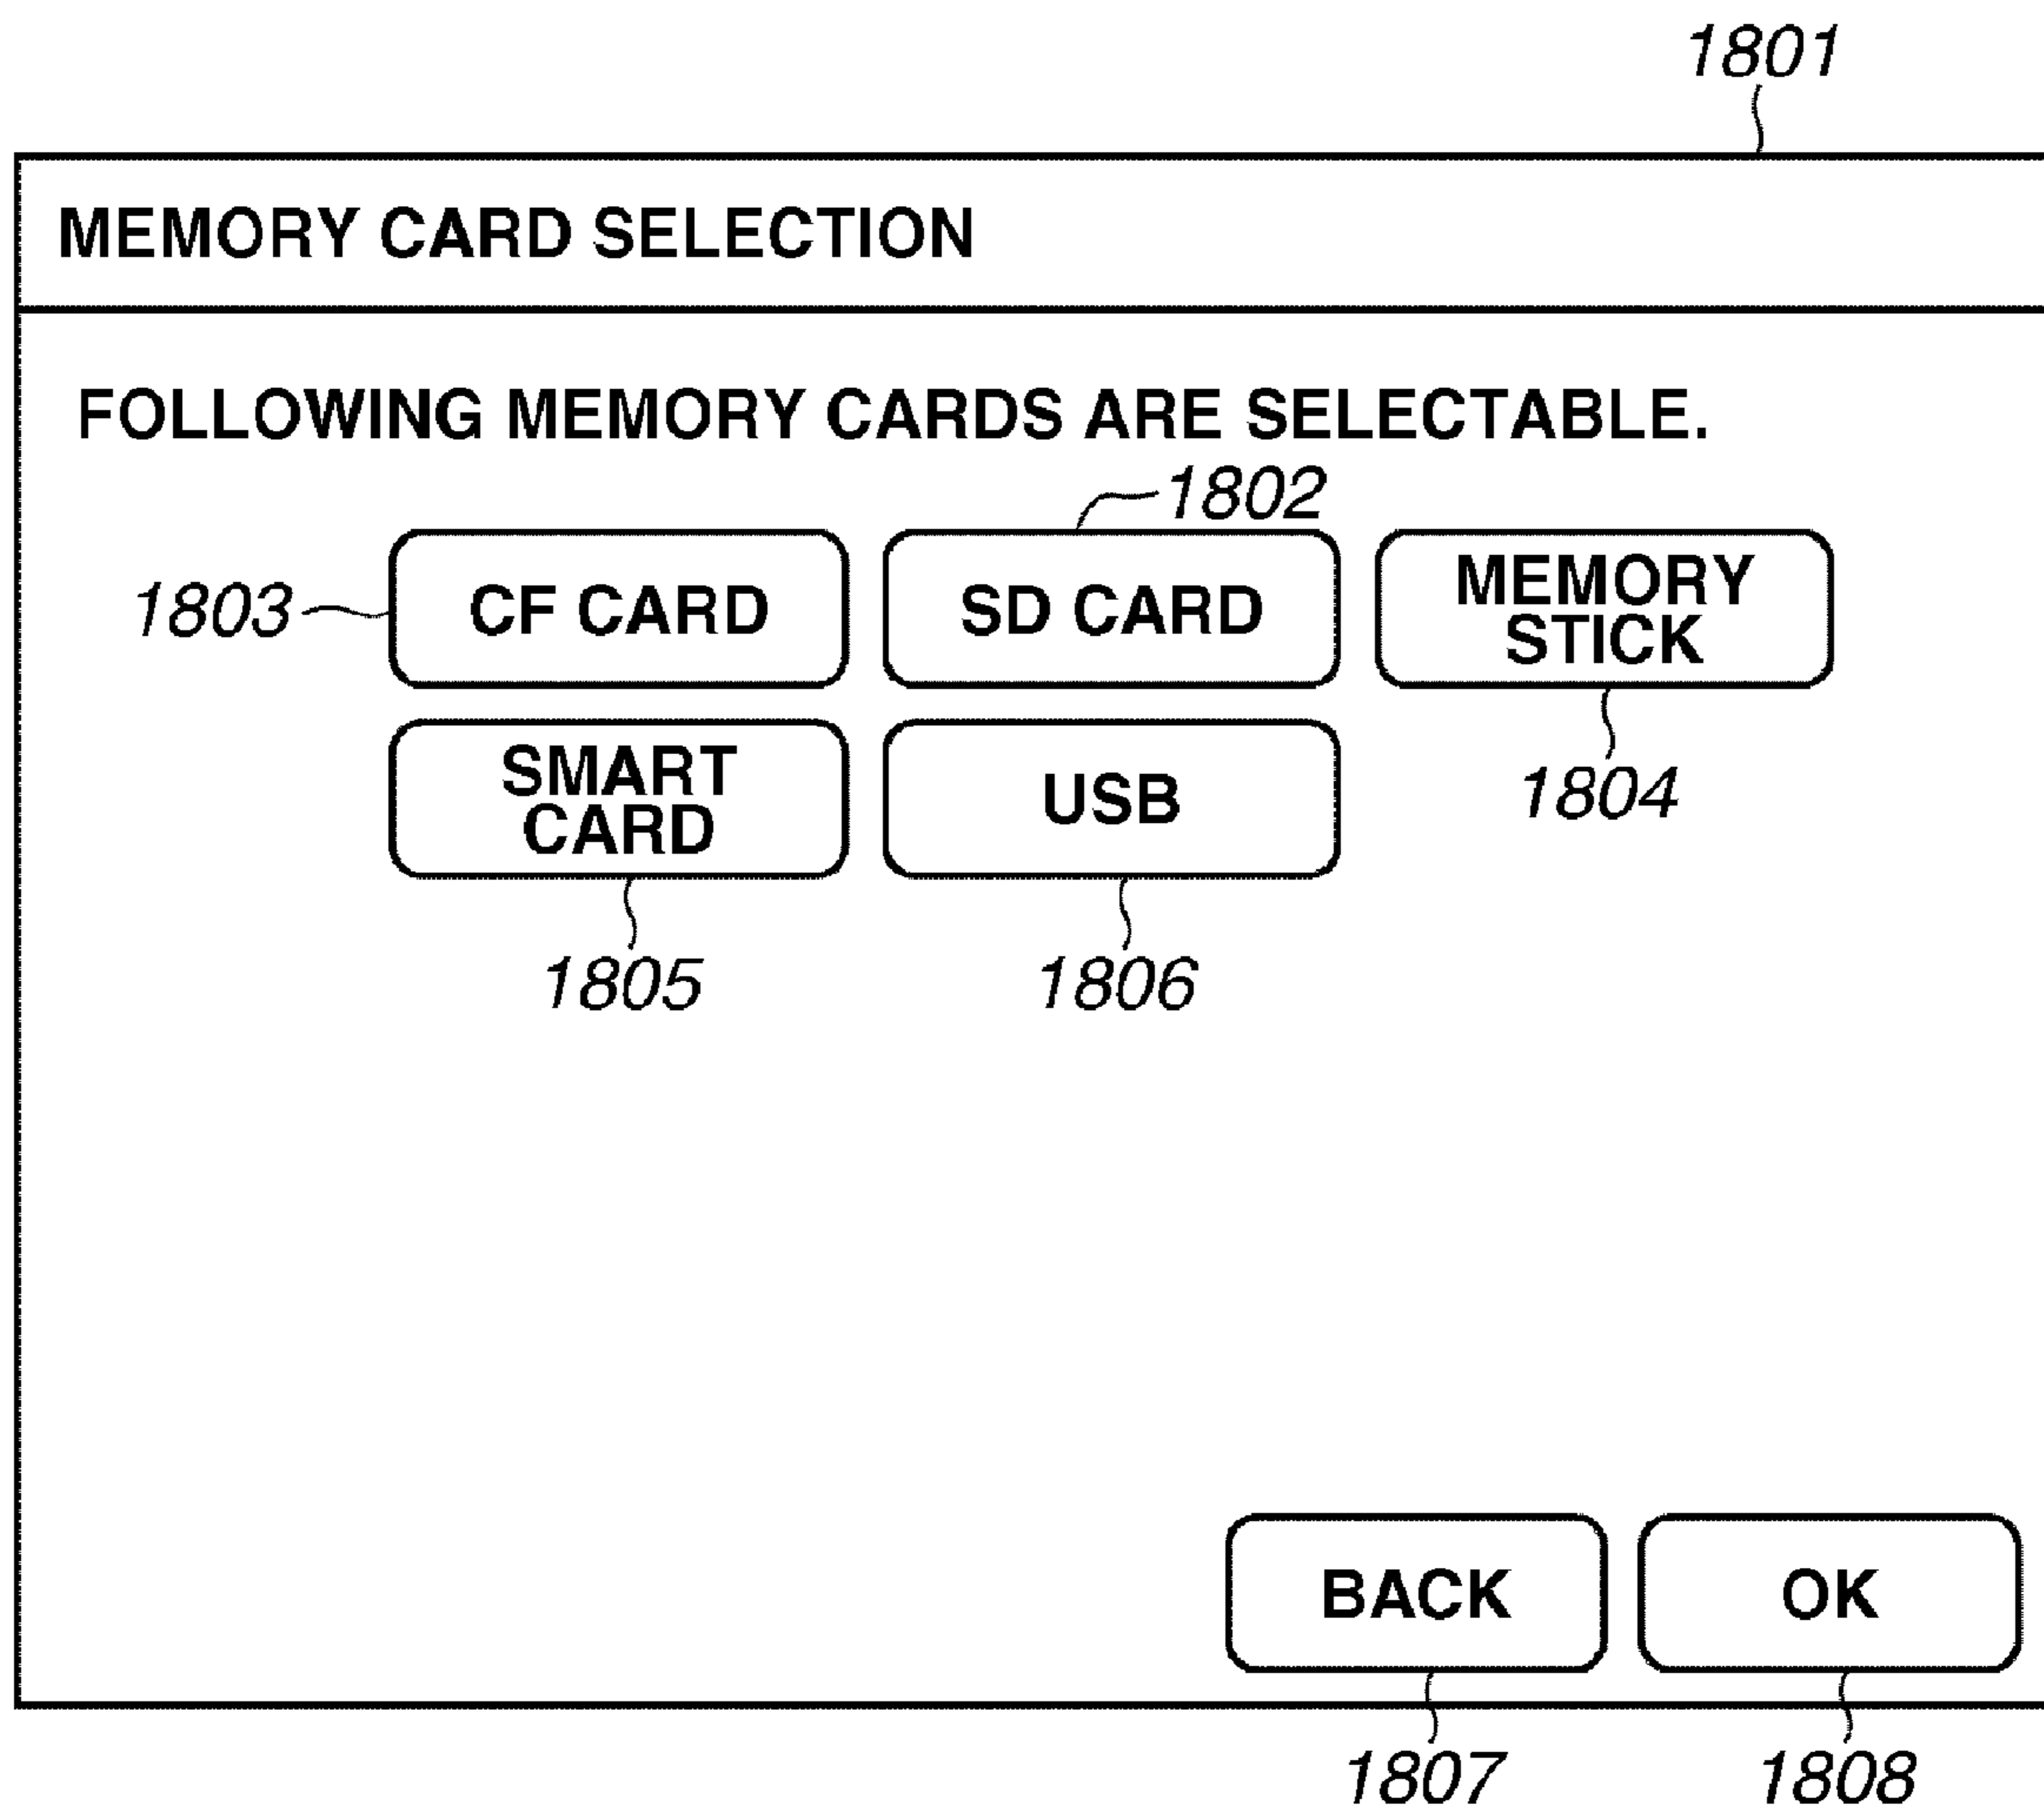 1801
MEMORY CARD SELECTION
FOLLOWING MEMORY CARDS ARE SELECTABLE.
1802
1803
CF CARD
SD CARD
MEMORY
STICK
1804
SMART
CARD
USB
1805
1806
BACK
OK
1807
1808